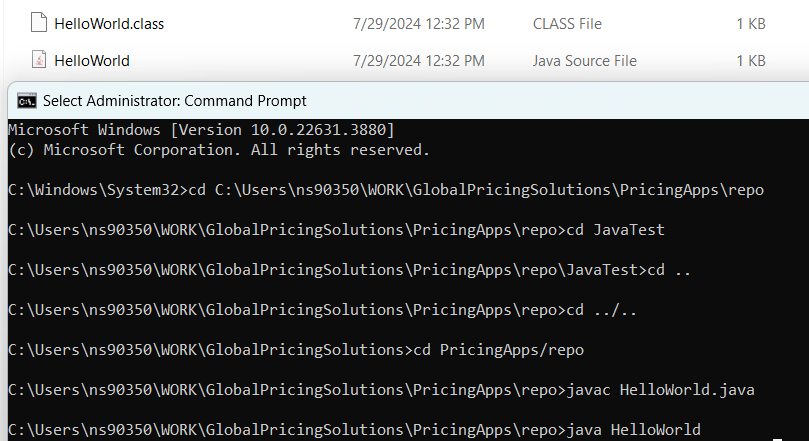 HelloWorld.class 7/29/2024 12:32 PM CLASS File 1 KB
HelloWorld 7/29/2024 12:32 PM Java Source File 1 KB
Select Administrator: Command Prompt
Microsoft Windows [Version 10.0.22631.3880]
(c) Microsoft Corporation. All rights reserved.
C:\Windows\System32>cd C:\Users\ns90350\WORK\GlobalPricingSolutions\PricingApps\repo
C:\Users\ns90350\WORK\GlobalPricingSolutions\PricingApps\repo>cd JavaTest
C:\Users\ns90350\WORK\GlobalPricingSolutions\PricingApps\repo\JavaTest>cd ..
C:\Users\ns90350\WORK\GlobalPricingSolutions\PricingApps\repo>cd ../..
C:\Users\ns90350\WORK\GlobalPricingSolutions>cd PricingApps/repo
C:\Users\ns90350\WORK\GlobalPricingSolutions\PricingApps\repo>javac HelloWorld.java
C:\Users\ns90350\WORK\GlobalPricingSolutions\PricingApps\repo>java HelloWorld